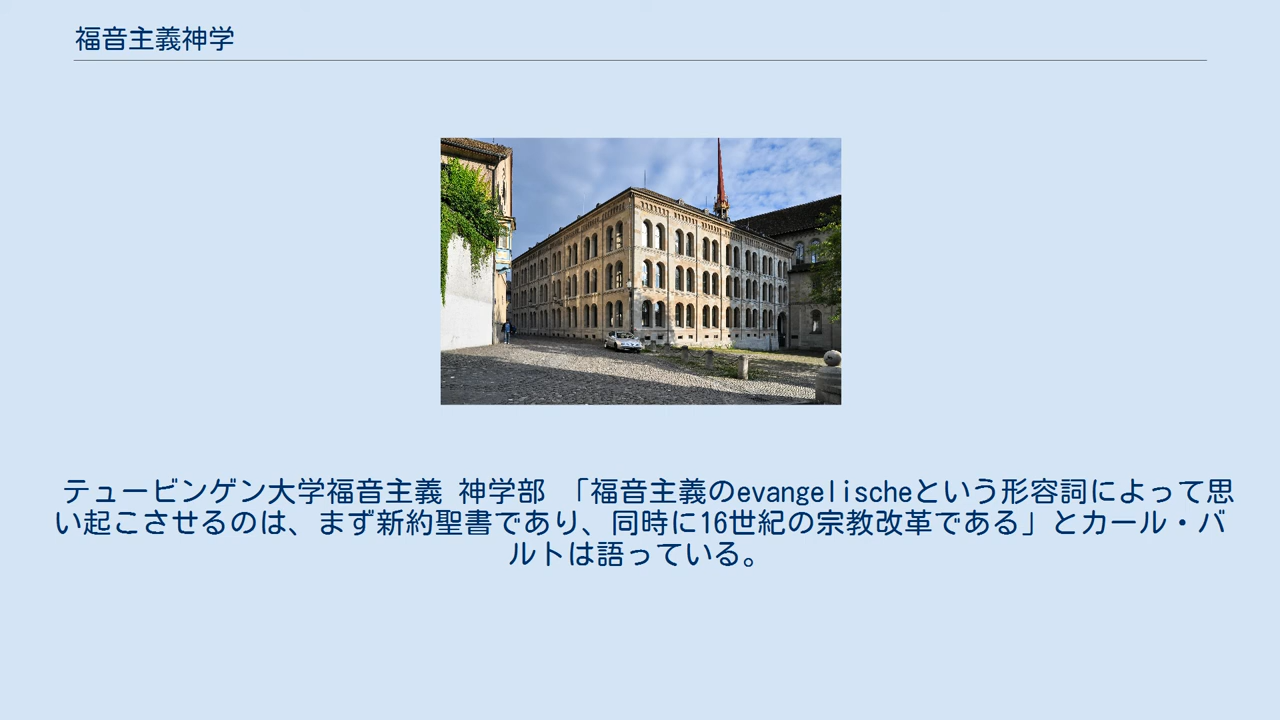 福音主義神学
テュービンゲン大学福音主義 神学部 「福音主義のevangelischeという形容詞によって思
い起こさせるのは、まず新約聖書であり、同時に16世紀の宗教改革である」とカール・バ
ルトは語っている。